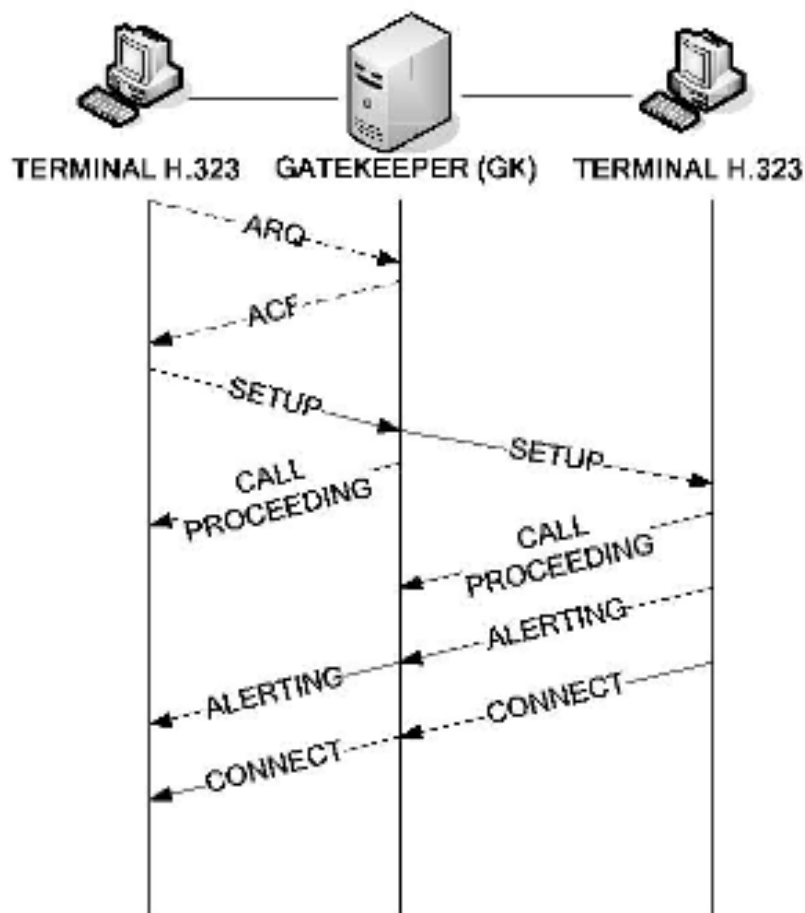 TERMINAL H.323 GATEKEEPER (GK) TERMINAL H.323
ARQ
ACF
SETUP
SETUP
CALL
PROCEEDING
CALL
PROCEEDING
ALERTING
ALERTING
CONNECT
CONNECT